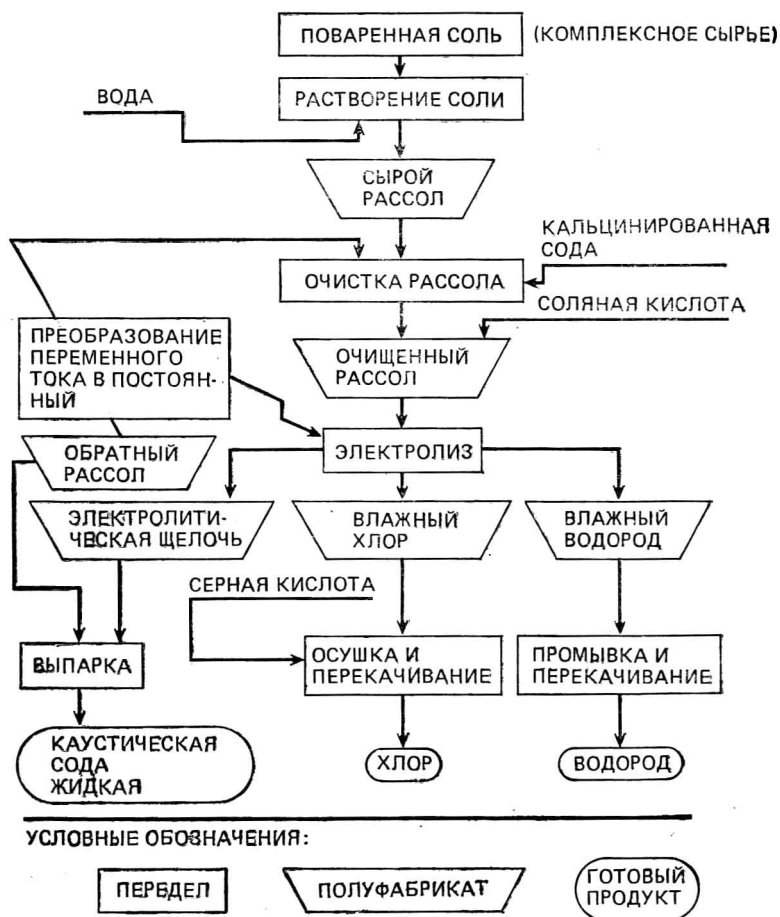 ПОВАРЕННАЯ СОЛЬ
(КОМПЛЕКСНОЕ СЫРЬЕ)
ВОДА
РАСТВОРЕНИЕ СОЛИ
СЫРОЙ
РАССОЛ
КАЛЬЦИНИРОВАННАЯ
СОДА
ОЧИСТКА РАССОЛА
СОЛЯНАЯ КИСЛОТА
ПРЕОБРАЗОВАНИЕ
ПЕРЕМЕННОГО
ТОКА В ПОСТОЯН-
НЫЙ
ОЧИЩЕННЫЙ
РАССОЛ
ОБРАТНЫЙ
РАССОЛ
ЭЛЕКТРОЛИЗ
ЭЛЕКТРОЛИТИ-
ЧЕСКАЯ ЩЕЛОЧЬ
ВЛАЖНЫЙ
ХЛОР
ВЛАЖНЫЙ
ВОДОРОД
СЕРНАЯ КИСЛОТА
ВЫПАРКА
ОСУШКА И
ПЕРЕКАЧИВАНИЕ
ПРОМЫВКА И
ПЕРЕКАЧИВАНИЕ
КАУСТИЧЕСКАЯ
СОДА
ЖИДКАЯ
ХЛОР
ВОДОРОД
УСЛОВНЫЕ ОБОЗНАЧЕНИЯ:
ПЕРЕДЕЛ
ПОЛУФАБРИКАТ
ГОТОВЫЙ
ПРОДУКТ